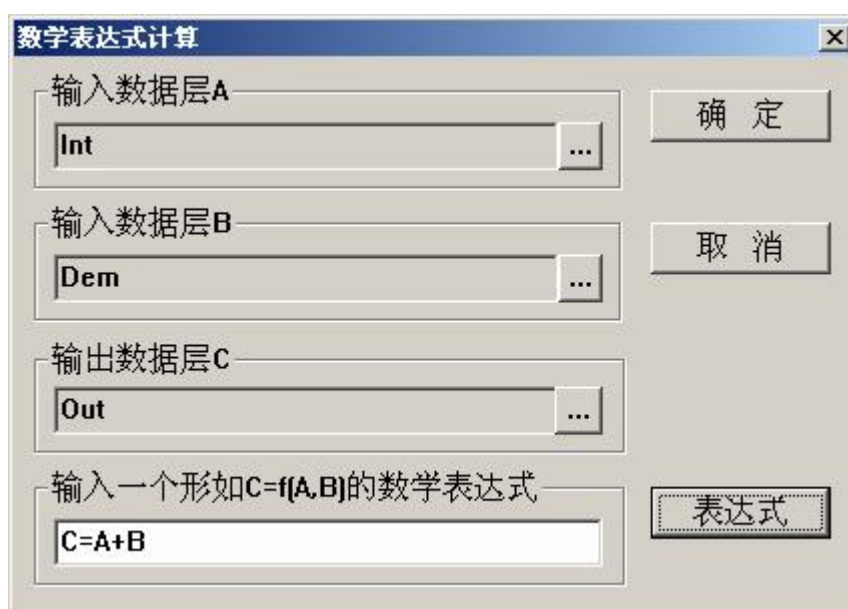 数学表达式计算
输入数据层A
Int
...
确 定
输入数据层B
Dem
...
取 消
输出数据层C
Out
...
输入一个形如C=f(A,B)的数学表达式
C=A+B
表达式